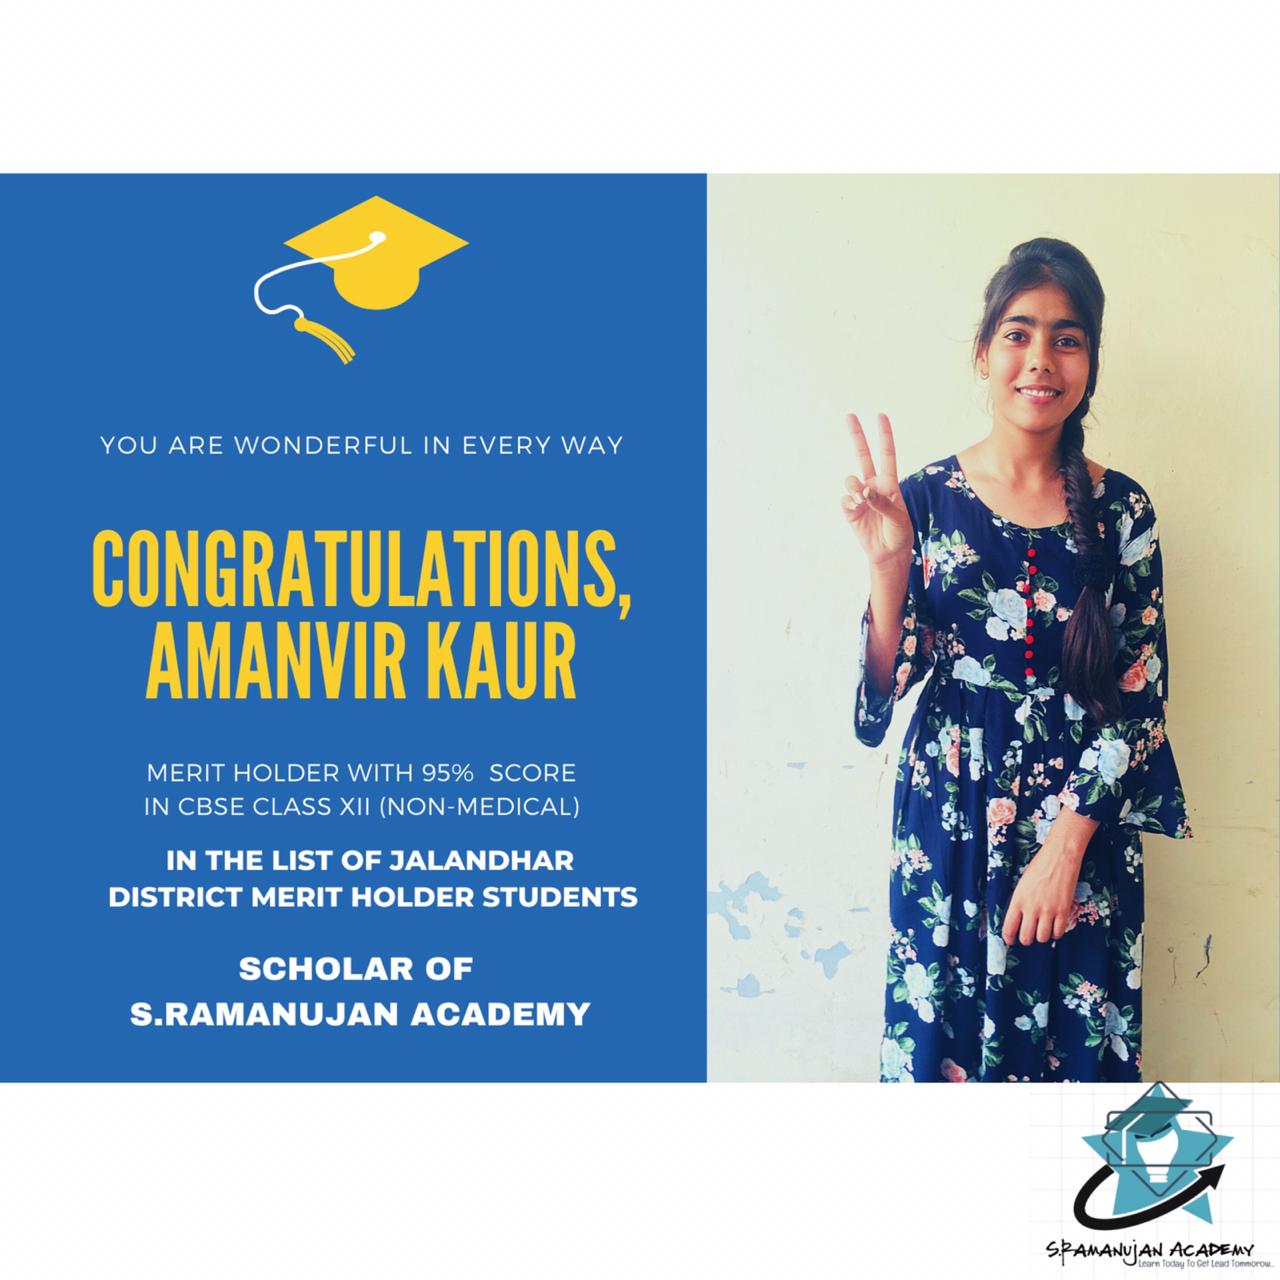 YOU ARE WONDERFUL IN EVERY WAY
CONGRATULATIONS,
AMANVIR KAUR
MERIT HOLDER WITH 95% SCORE
IN CBSE CLASS XII (NON-MEDICAL)
IN THE LIST OF JALANDHAR
DISTRICT MERIT HOLDER STUDENTS
SCHOLAR OF
S.RAMANUJAN ACADEMY
S.RAMANUJAN ACADEMY
Learn Today To Get Lead Tommorow..